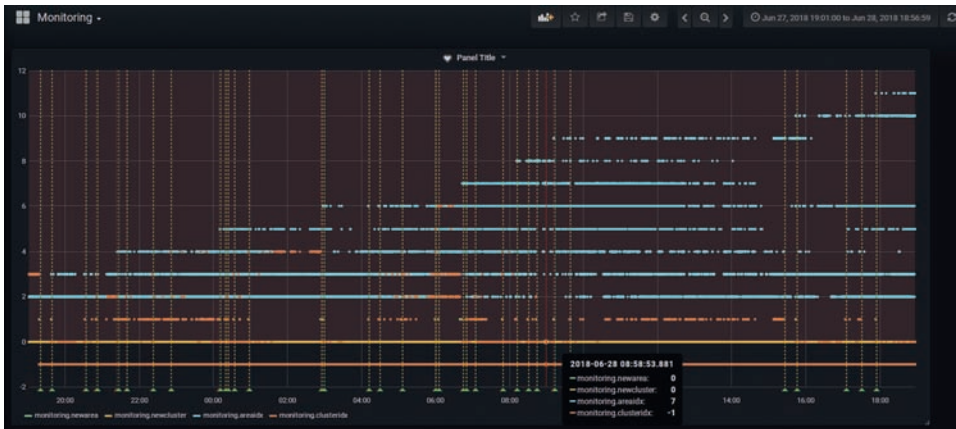 Monitoring
Jun 27, 2018 19:01:00 to Jun 28, 2018 18:56:59
Panel Title
12
10
8
6
4
2
0
-2
20:00 22:00 00:00 02:00 04:00 06:00 08:00 14:00 16:00 18:00
2018-06-28 08:58:53.881
monitoring.newarea: 0
monitoring.newcluster: 0
monitoring.areaidx: 7
monitoring.clusteridx: -1
monitoring.newarea monitoring.newcluster monitoring.areaidx monitoring.clusteridx